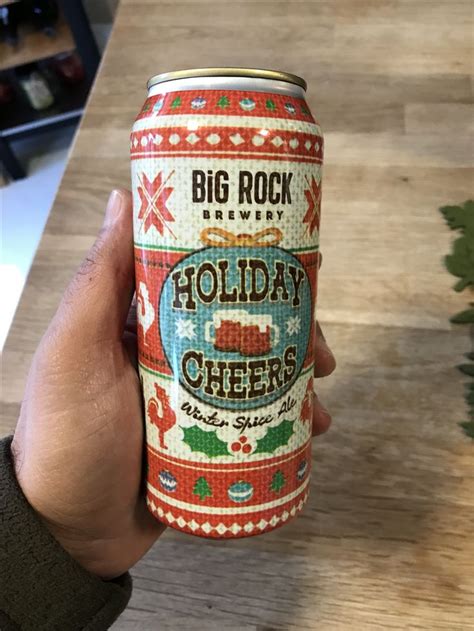 BiG ROCK
BREWERY
HOLIDAY
CHEERS
Winter Spice Ale